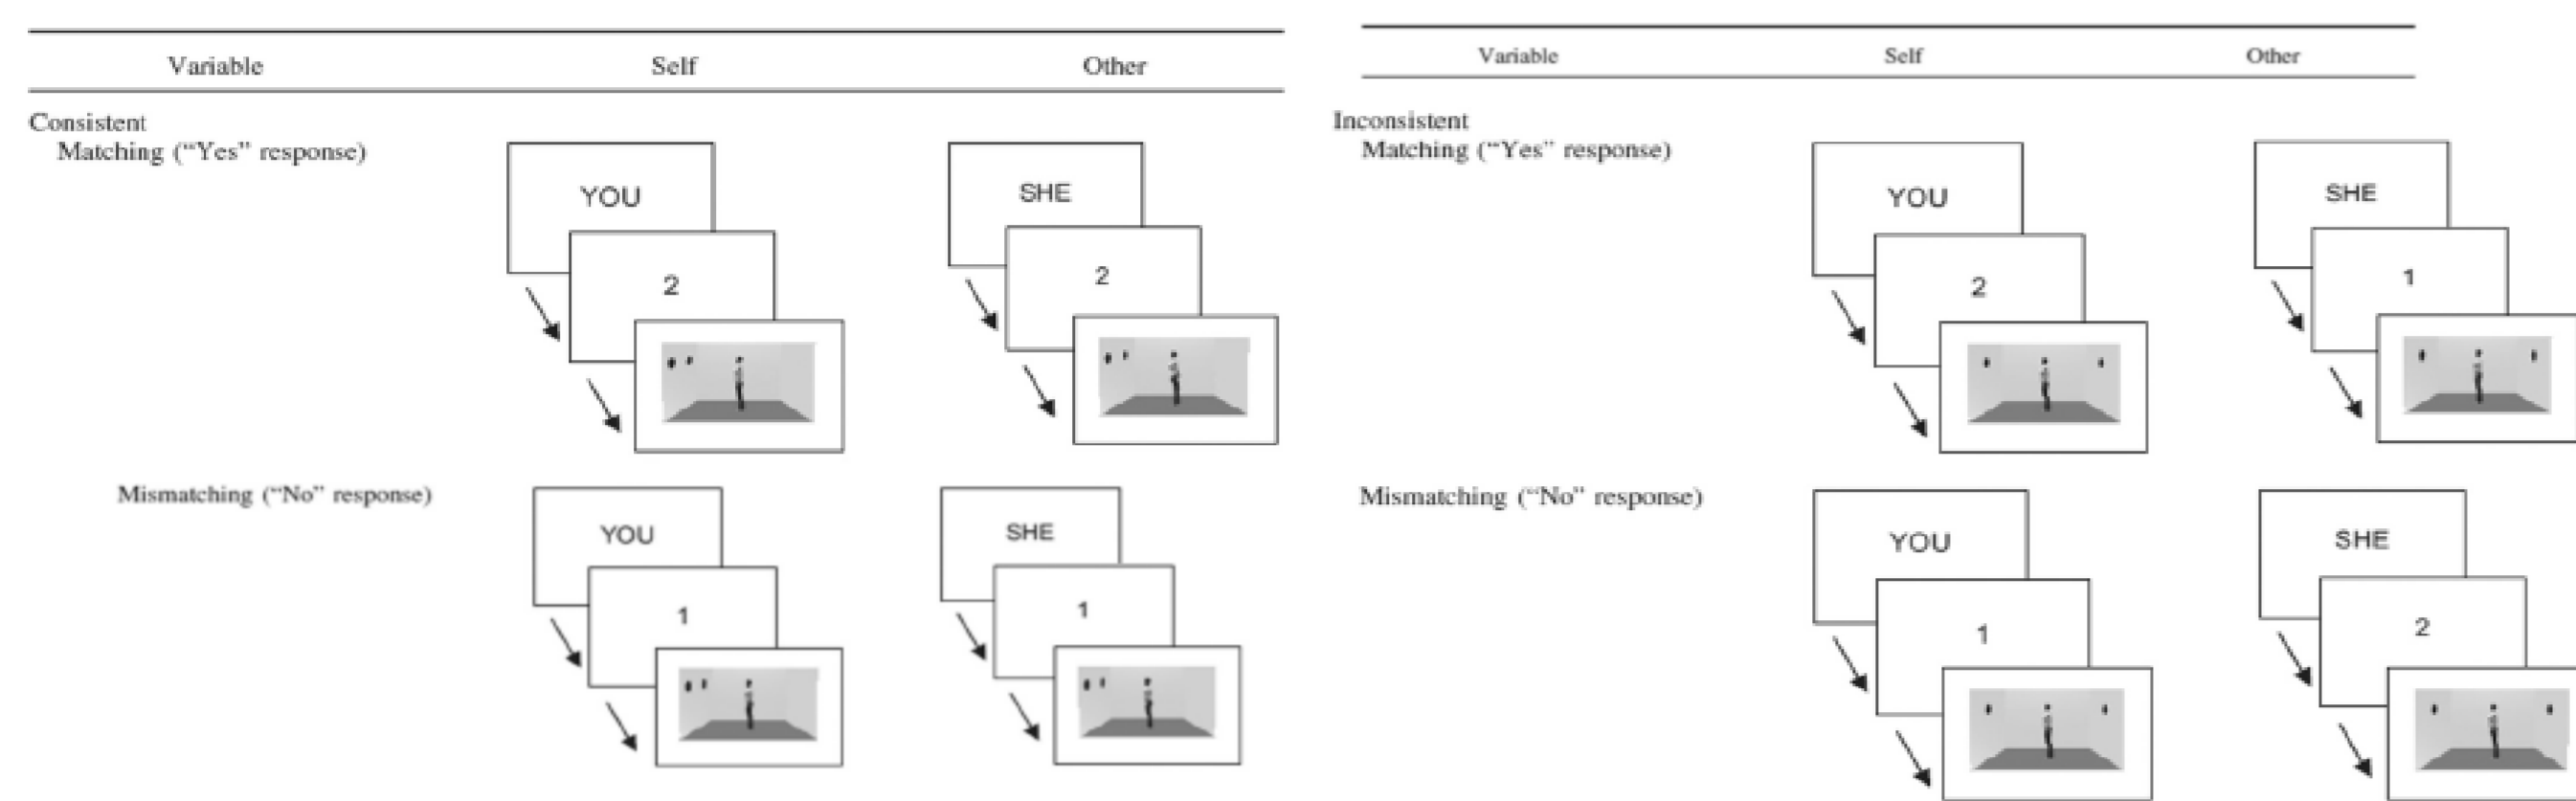 Variable Self Other
Consistent
Matching (“Yes” response)
YOU
2
SHE
2
Mismatching (“No” response)
YOU
1
SHE
1
Variable Self Other
Inconsistent
Matching (“Yes” response)
YOU
2
SHE
1
Mismatching (“No” response)
YOU
1
SHE
2